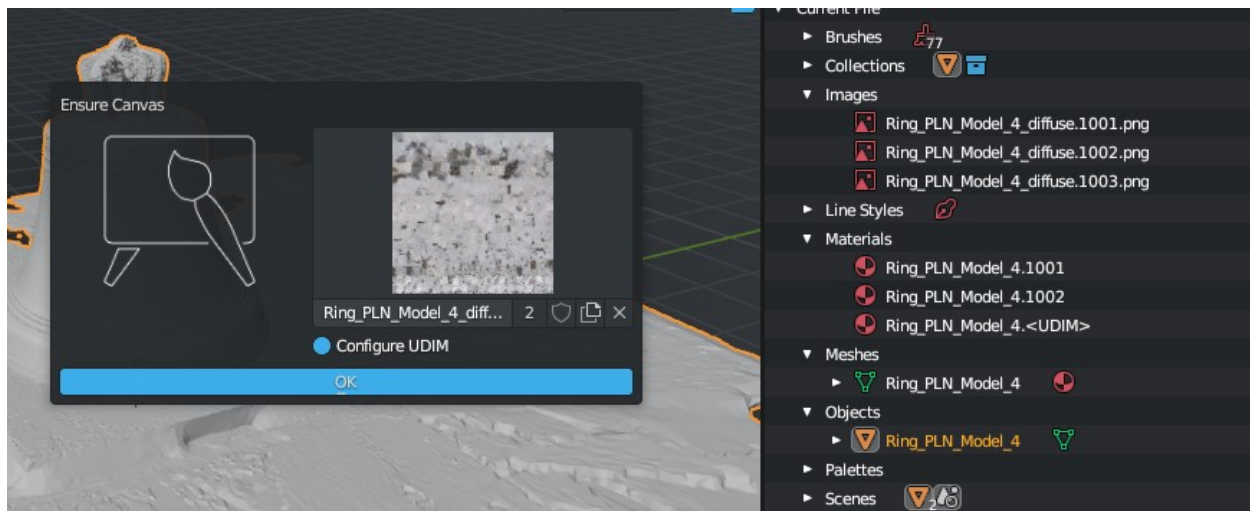 Current File
Brushes
77
Collections
Ensure Canvas
Images
Ring_PLN_Model_4_diffuse.1001.png
Ring_PLN_Model_4_diffuse.1002.png
Ring_PLN_Model_4_diffuse.1003.png
Line Styles
Materials
Ring_PLN_Model_4.1001
Ring_PLN_Model_4.1002
Ring_PLN_Model_4_diff... 2
Ring_PLN_Model_4.<UDIM>
Configure UDIM
Meshes
OK
Ring_PLN_Model_4
Objects
Ring_PLN_Model_4
Palettes
Scenes
2